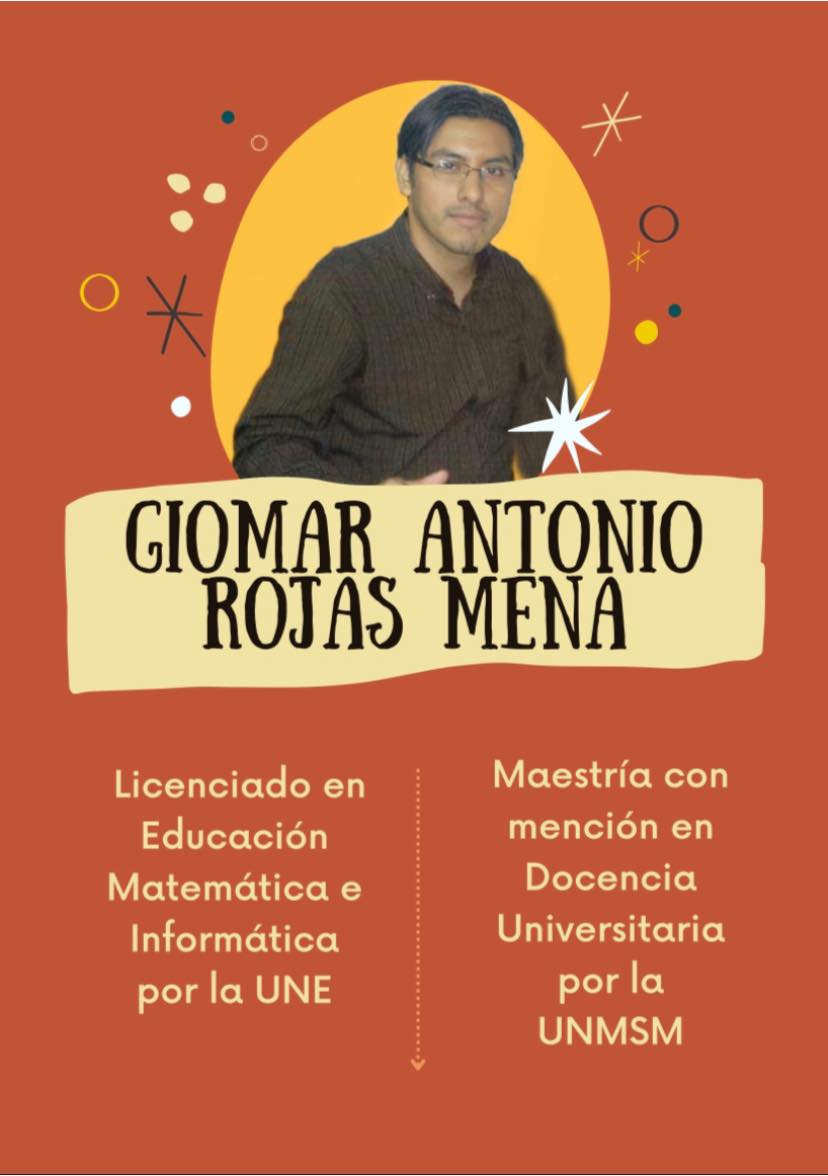 GIOMAR ANTONIO
ROJAS MENA
Licenciado en
Educación
Matemática e
Informática
por la UNE
Maestría con
mención en
Docencia
Universitaria
por la
UNMSM